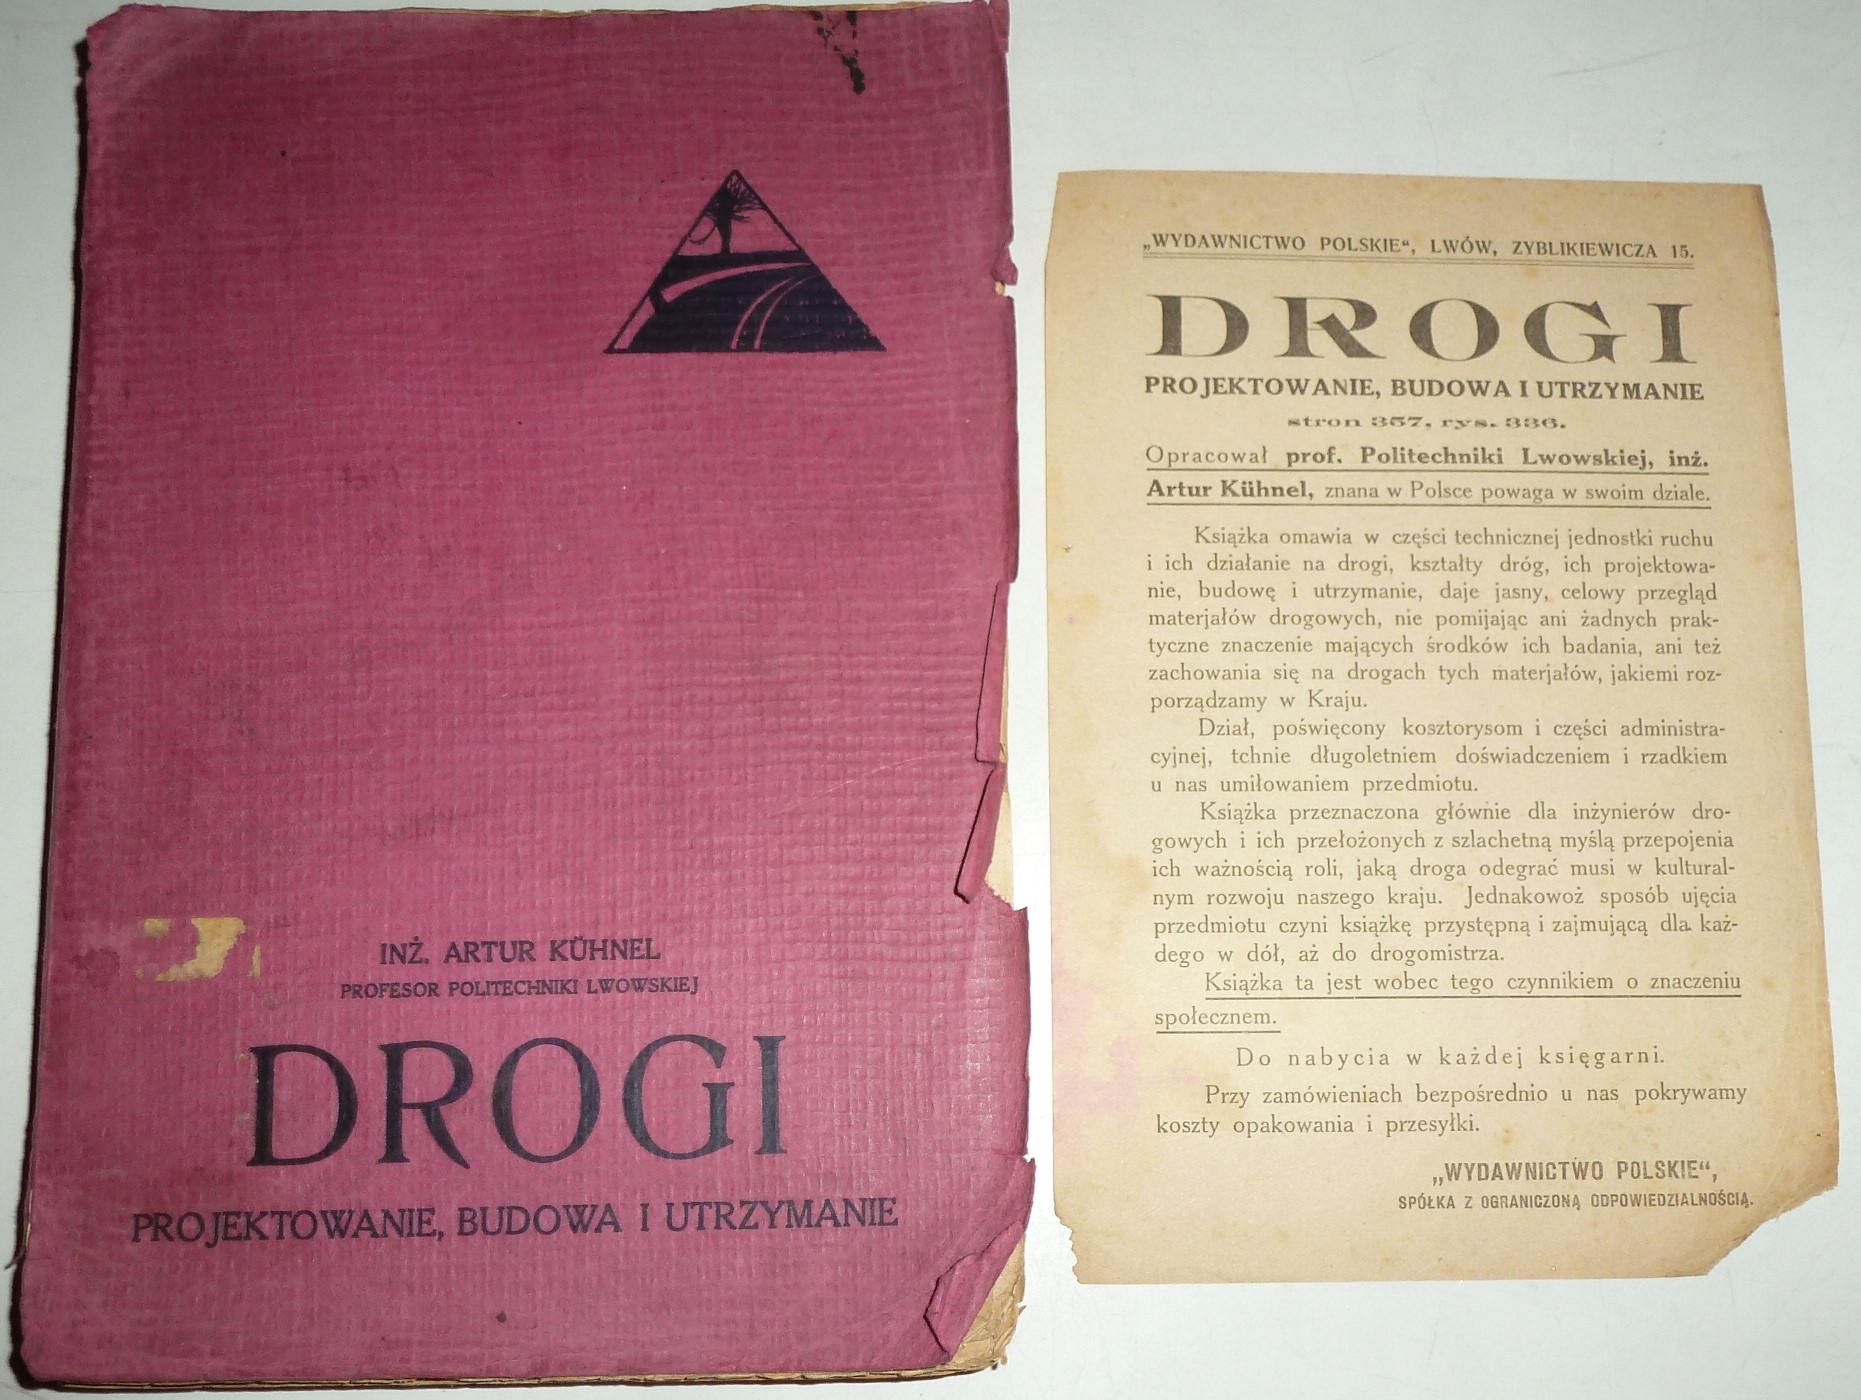 INŻ. ARTUR KÜHNEL
PROFESOR POLITECHNIKI LWOWSKIEJ
DROGI
PROJEKTOWANIE, BUDOWA I UTRZYMANIE
„WYDAWNICTWO POLSKIE“, LWÓW, ZYBLIKIEWICZA 15.
DROGI
PROJEKTOWANIE, BUDOWA I UTRZYMANIE
stron 357, rys. 336.
Opracował prof. Politechniki Lwowskiej, inż.
Artur Kühnel, znana w Polsce powaga w swoim dziale.
Książka omawia w części technicznej jednostki ruchu
i ich działanie na drogi, kształty dróg, ich projektowa-
nie, budowę i utrzymanie, daje jasny, celowy przegląd
materjałów drogowych, nie pomijając ani żadnych prak-
tyczne znaczenie mających środków ich badania, ani też
zachowania się na drogach tych materjałów, jakiemi roz-
porządzamy w Kraju.
Dział, poświęcony kosztorysom i części administra-
cyjnej, tchnie długoletniem doświadczeniem i rzadkiem
u nas umiłowaniem przedmiotu.
Książka przeznaczona głównie dla inżynierów dro-
gowych i ich przełożonych z szlachetną myślą przepojenia
ich ważnością roli, jaką droga odegrać musi w kultural-
nym rozwoju naszego kraju. Jednakowoż sposób ujęcia
przedmiotu czyni książkę przystępną i zajmującą dla każ-
dego w dół, aż do drogomistrza.
Książka ta jest wobec tego czynnikiem o znaczeniu
społecznem.
Do nabycia w każdej księgarni.
Przy zamówieniach bezpośrednio u nas pokrywamy
koszty opakowania i przesyłki.
„WYDAWNICTWO POLSKIE“,
SPÓŁKA Z OGRANICZONĄ ODPOWIEDZIALNOŚCIĄ.